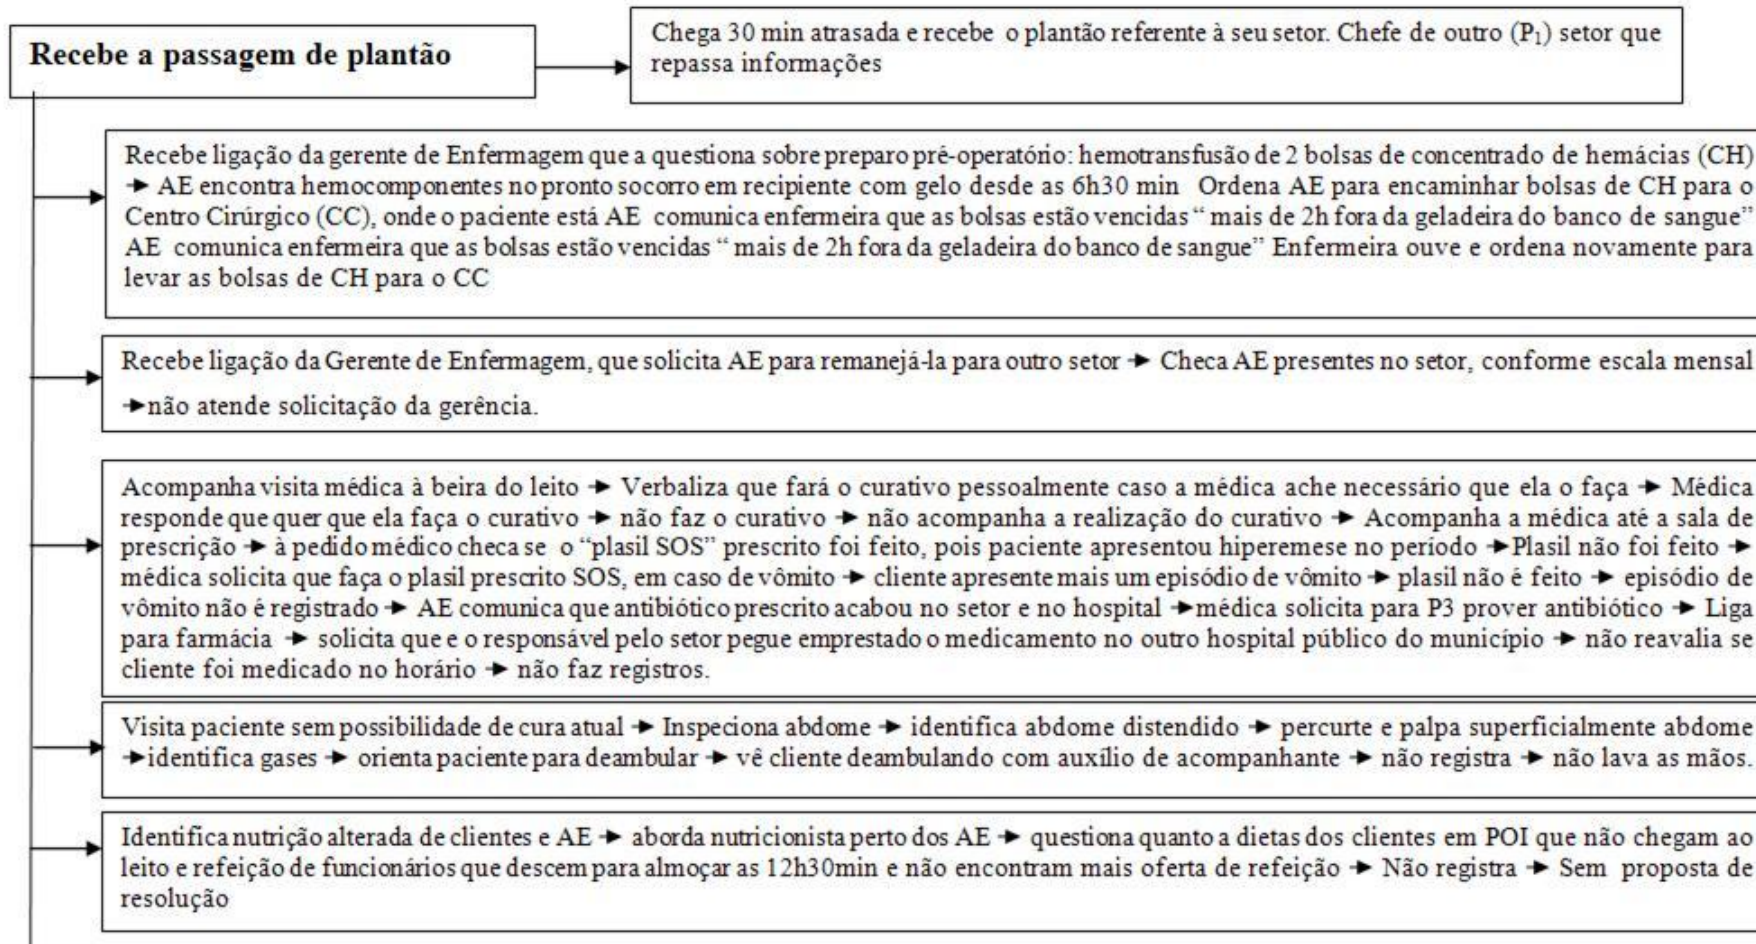 Recebe a passagem de plantão
Chega 30 min atrasada e recebe o plantão referente à seu setor. Chefe de outro (P₁) setor que
repassa informações
Recebe ligação da gerente de Enfermagem que a questiona sobre preparo pré-operatório: hemotransfusão de 2 bolsas de concentrado de hemácias (CH)
→ AE encontra hemocomponentes no pronto socorro em recipiente com gelo desde as 6h30 min Ordena AE para encaminhar bolsas de CH para o
Centro Cirúrgico (CC), onde o paciente está AE comunica enfermeira que as bolsas estão vencidas “ mais de 2h fora da geladeira do banco de sangue”
AE comunica enfermeira que as bolsas estão vencidas “ mais de 2h fora da geladeira do banco de sangue” Enfermeira ouve e ordena novamente para
levar as bolsas de CH para o CC
Recebe ligação da Gerente de Enfermagem, que solicita AE para remanejá-la para outro setor → Checa AE presentes no setor, conforme escala mensal
→não atende solicitação da gerência.
Acompanha visita médica à beira do leito → Verbaliza que fará o curativo pessoalmente caso a médica ache necessário que ela o faça → Médica
responde que quer que ela faça o curativo → não faz o curativo → não acompanha a realização do curativo → Acompanha a médica até a sala de
prescrição → à pedido médico checa se o “plasil SOS” prescrito foi feito, pois paciente apresentou hiperemese no período →Plasil não foi feito →
médica solicita que faça o plasil prescrito SOS, em caso de vômito → cliente apresente mais um episódio de vômito → plasil não é feito → episódio de
vômito não é registrado → AE comunica que antibiótico prescrito acabou no setor e no hospital →médica solicita para P3 prover antibiótico → Liga
para farmácia → solicita que e o responsável pelo setor pegue emprestado o medicamento no outro hospital público do município → não reavalia se
cliente foi medicado no horário → não faz registros.
Visita paciente sem possibilidade de cura atual → Inspeciona abdome → identifica abdome distendido → percurte e palpa superficialmente abdome
→identifica gases → orienta paciente para deambular → vê cliente deambulando com auxílio de acompanhante → não registra → não lava as mãos.
Identifica nutrição alterada de clientes e AE → aborda nutricionista perto dos AE → questiona quanto a dietas dos clientes em POI que não chegam ao
leito e refeição de funcionários que descem para almoçar as 12h30min e não encontram mais oferta de refeição → Não registra → Sem proposta de
resolução